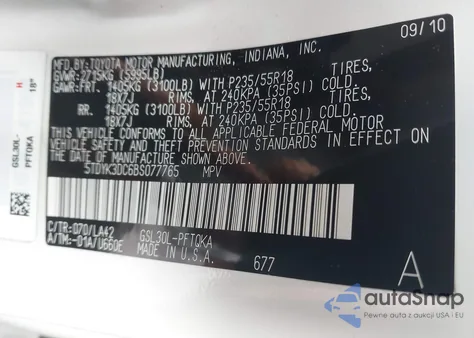 H
18"
GSL30L-
PFTQKA
09/10
MFD. BY: TOYOTA MOTOR MANUFACTURING, INDIANA, INC.
GVWR: 2715KG (5995LB)
GAWR: FRT. 1405KG (3100LB) WITH P235/55R18 TIRES,
18X7J RIMS, AT 240KPA (35PSI) COLD.
RR. 1405KG (3100LB) WITH P235/55R18 TIRES,
18X7J RIMS, AT 240KPA (35PSI) COLD.
THIS VEHICLE CONFORMS TO ALL APPLICABLE FEDERAL MOTOR
VEHICLE SAFETY AND THEFT PREVENTION STANDARDS IN EFFECT ON
THE DATE OF MANUFACTURE SHOWN ABOVE.
5TDYK3DC6BS077765 MPV
C/TR: 070/LA42 GSL30L-PFTQKA
A/TM: -01A/U660E MADE IN U.S.A.
677
A
autoSnap
Pewne auta z aukcji USA i EU